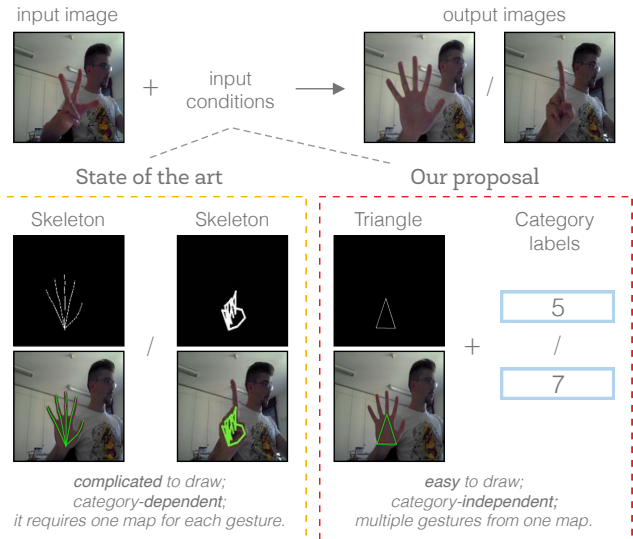 input image
output images
+
input
conditions
/
State of the art
Our proposal
Skeleton
/
Skeleton
complicated to draw;
category-dependent;
it requires one map for each gesture.
Triangle
+
Category
labels
5
/
7
easy to draw;
category-independent;
multiple gestures from one map.